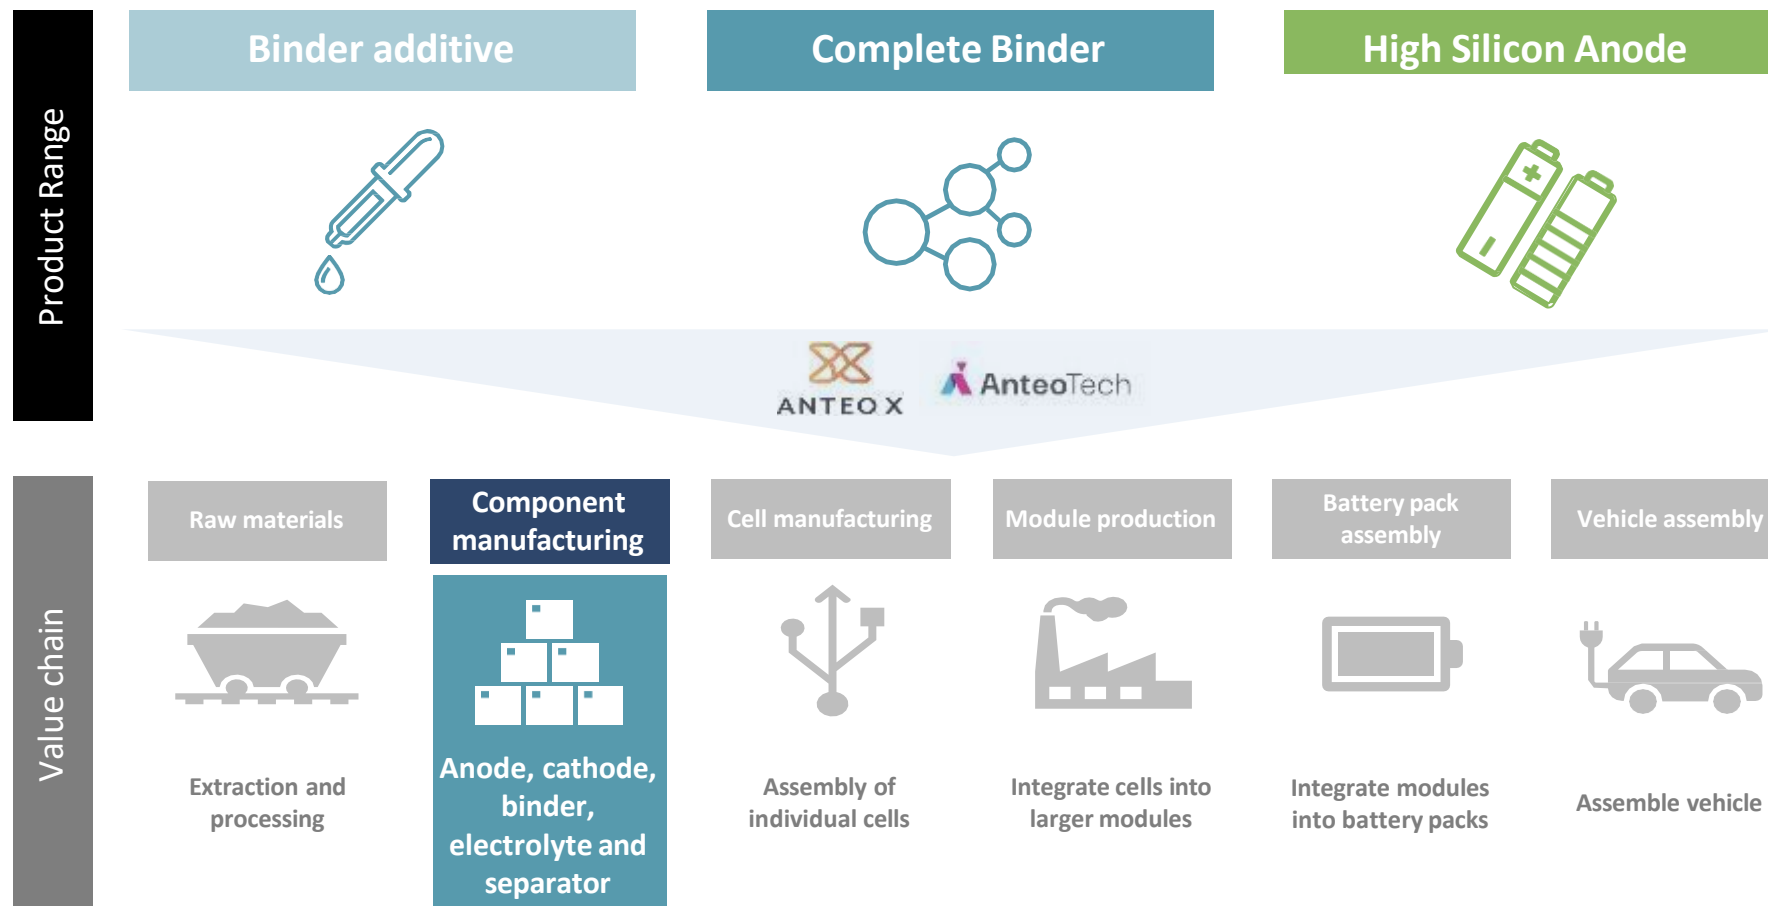 Product Range
Binder additive
Complete Binder
High Silicon Anode
ANTEO X
AnteoTech
Value chain
Raw materials
Extraction and
processing
Component
manufacturing
Anode, cathode,
binder,
electrolyte and
separator
Cell manufacturing
Assembly of
individual cells
Module production
Integrate cells into
larger modules
Battery pack
assembly
Integrate modules
into battery packs
Vehicle assembly
Assemble vehicle